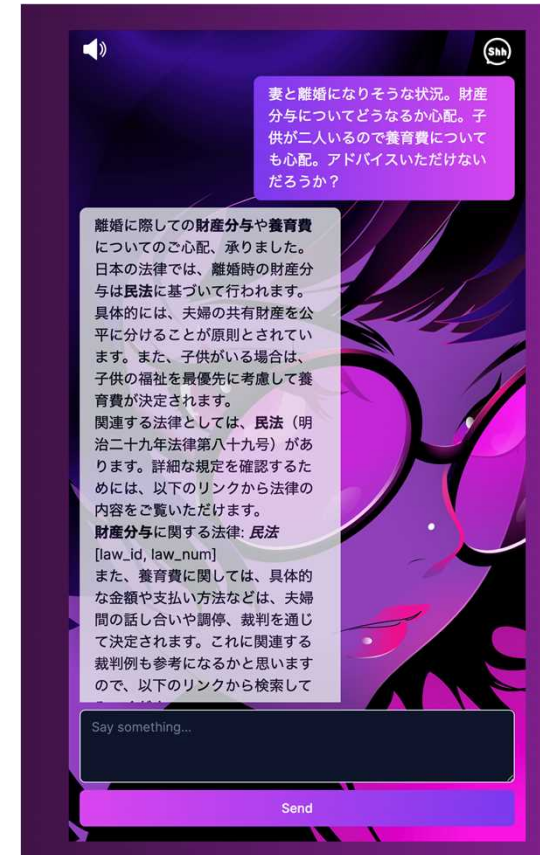 Shh
妻と離婚になりそうな状況。財産
分与についてどうなるか心配。子
供が二人いるので養育費について
も心配。アドバイスいただけない
だろうか？
離婚に際しての財産分与や養育費
についてのご心配、承りました。
日本の法律では、離婚時の財産分
与は民法に基づいて行われます。
具体的には、夫婦の共有財産を公
平に分けることが原則とされてい
ます。また、子供がいる場合は、
子供の福祉を最優先に考慮して養
育費が決定されます。
関連する法律としては、民法（明
治二十九年法律第八十九号）があ
ります。詳細な規定を確認するた
めには、以下のリンクから法律の
内容をご覧いただけます。
財産分与に関する法律: 民法
[law_id, law_num]
また、養育費に関しては、具体的
な金額や支払い方法などは、夫婦
間の話し合いや調停、裁判を通じ
て決定されます。これに関連する
裁判例も参考になるかと思います
ので、以下のリンクから検索して
Say something...
Send